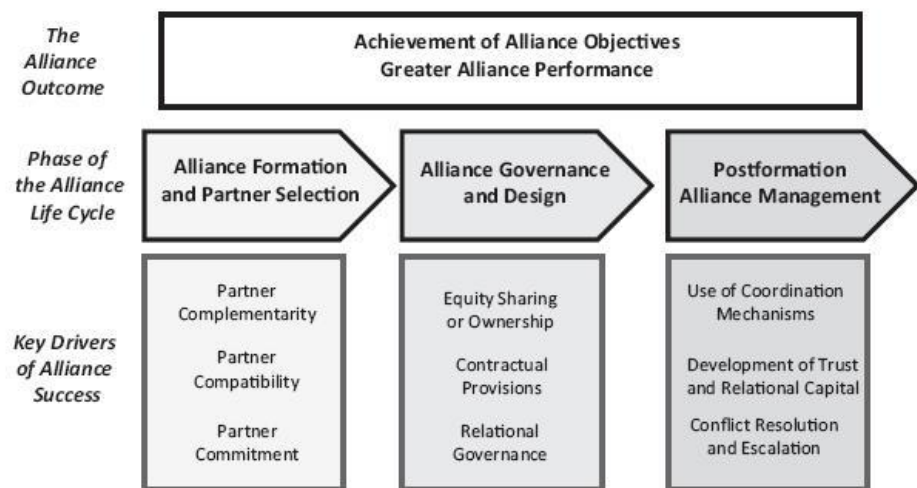 The
Alliance
Outcome
Achievement of Alliance Objectives
Greater Alliance Performance
Phase of
the Alliance
Life Cycle
Alliance Formation
and Partner Selection
Alliance Governance
and Design
Postformation
Alliance Management
Key Drivers
of Alliance
Success
Partner
Complementarity
Partner
Compatibility
Partner
Commitment
Equity Sharing
or Ownership
Contractual
Provisions
Relational
Governance
Use of Coordination
Mechanisms
Development of Trust
and Relational Capital
Conflict Resolution
and Escalation